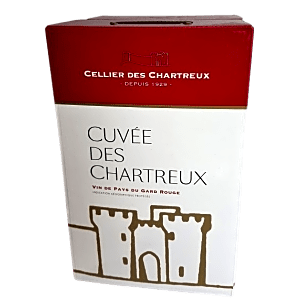 CELLIER DES CHARTREUX
- DEPUIS 1929 -
CUVÉE
DES
CHARTREUX
VIN DE PAYS DU GARD ROUGE